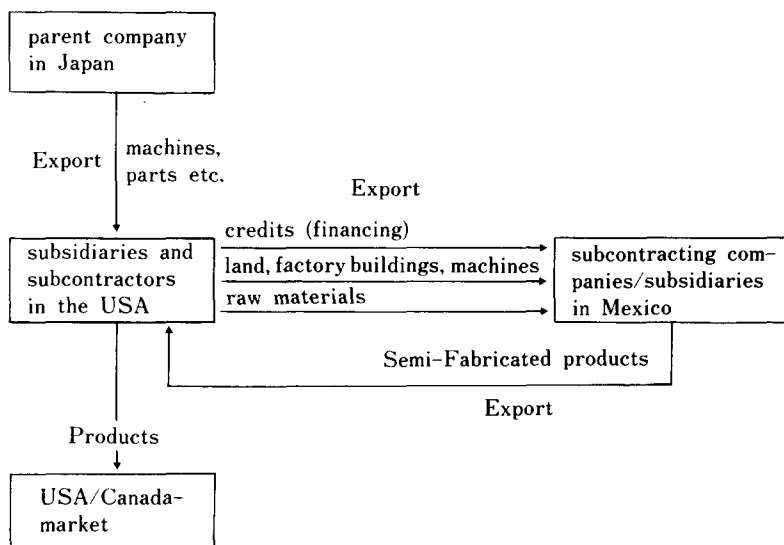 parent company
in Japan
Export
machines,
parts etc.
Export
credits (financing)
land, factory buildings, machines
raw materials
subsidiaries and
subcontractors
in the USA
subcontracting com-
panies/subsidiaries
in Mexico
Semi-Fabricated products
Export
Products
USA/Canada-
market